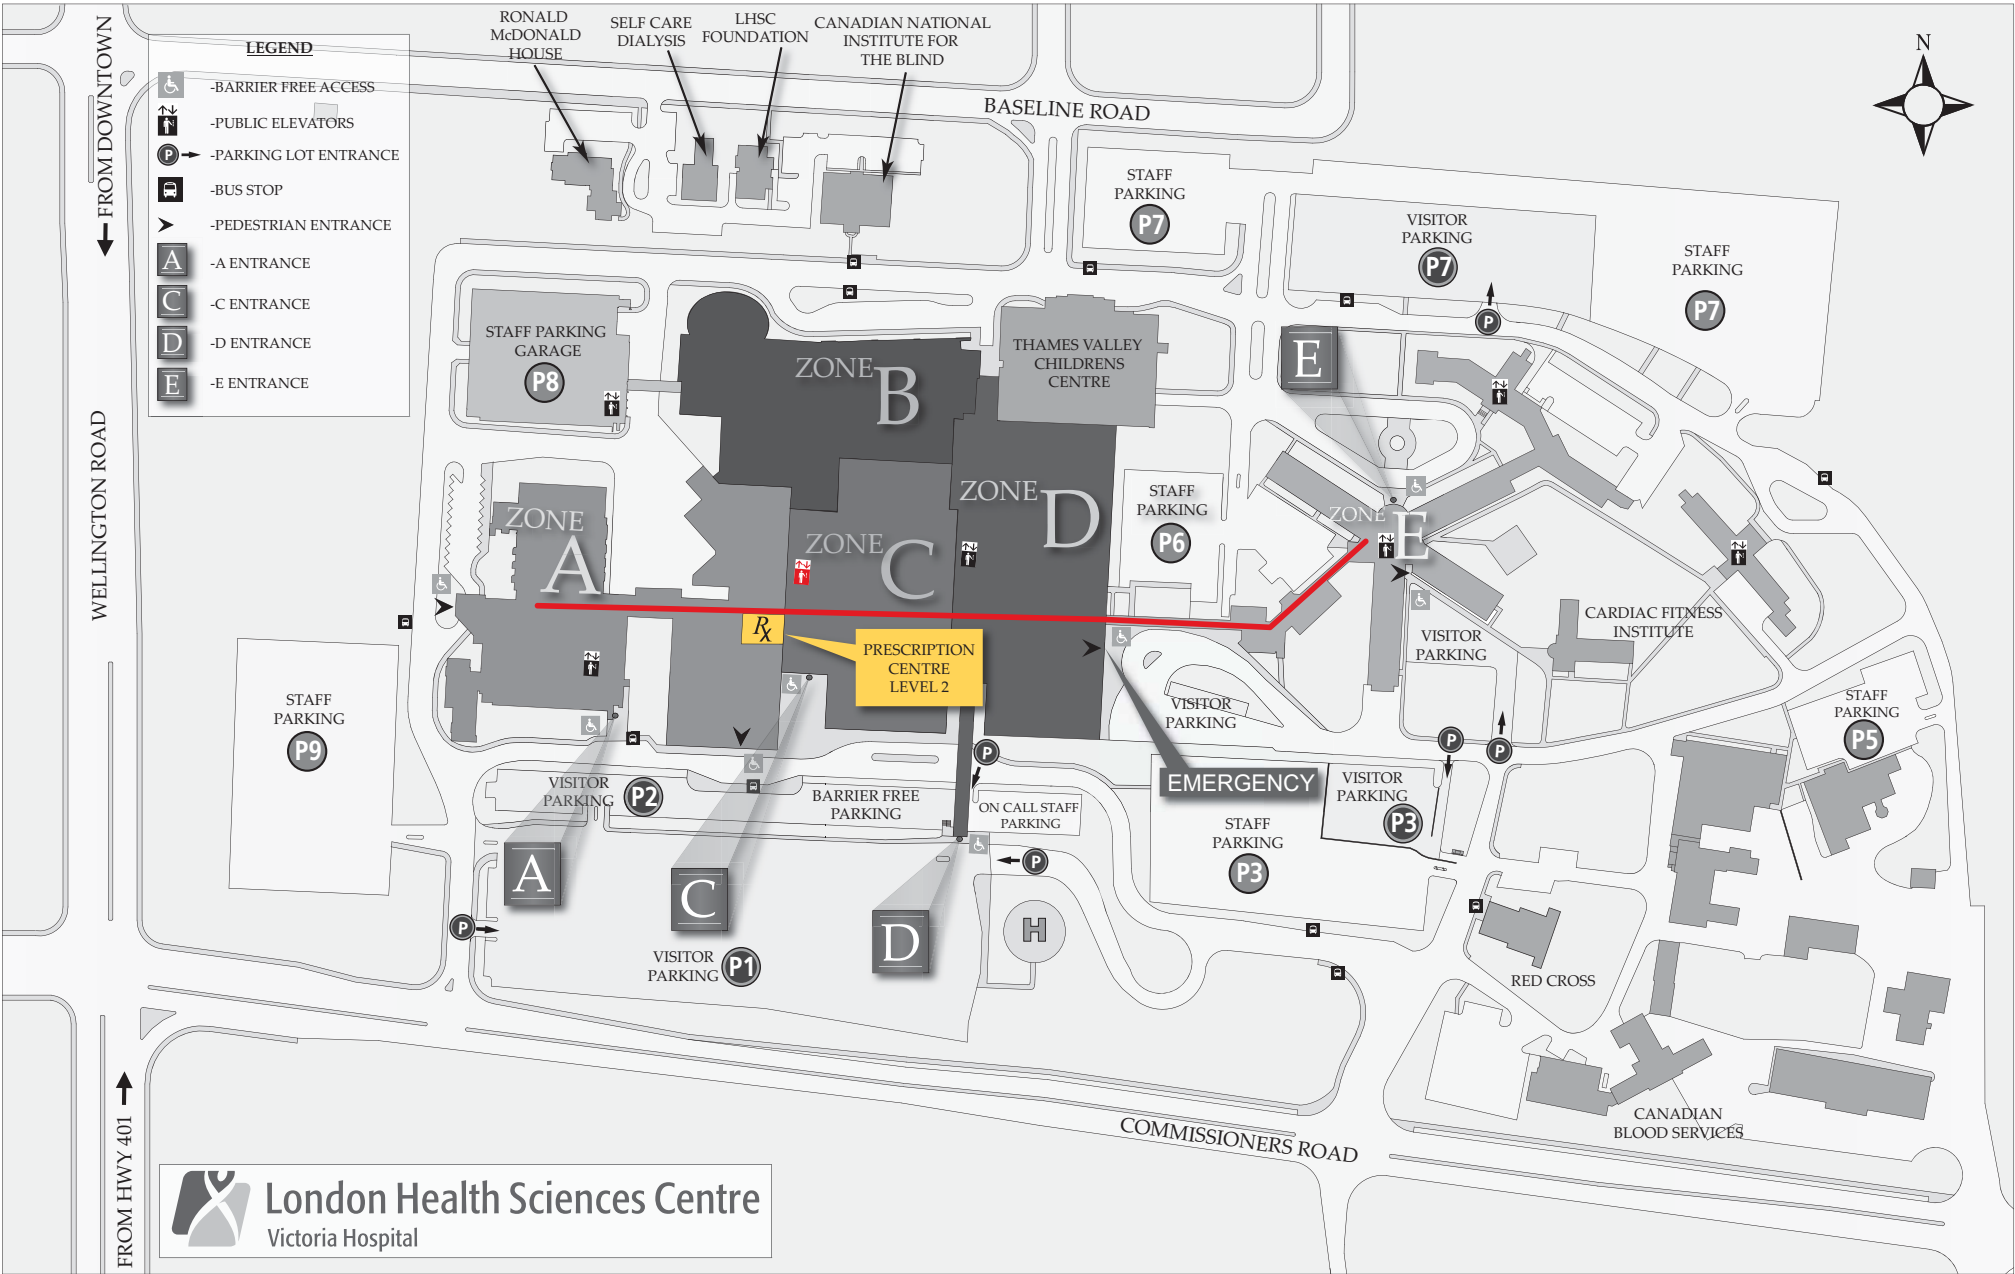 RONALD
McDONALD
HOUSE
SELF CARE
DIALYSIS
LHSC
FOUNDATION
CANADIAN NATIONAL
INSTITUTE FOR
THE BLIND
FROM DOWNTOWN
LEGEND
-BARRIER FREE ACCESS
-PUBLIC ELEVATORS
P
-PARKING LOT ENTRANCE
-BUS STOP
-PEDESTRIAN ENTRANCE
A
-A ENTRANCE
C
-C ENTRANCE
D
-D ENTRANCE
E
-E ENTRANCE
N
BASELINE ROAD
STAFF
PARKING
P7
VISITOR
PARKING
P7
STAFF
PARKING
P7
P
STAFF PARKING
GARAGE
P8
ZONE B
THAMES VALLEY
CHILDRENS
CENTRE
E
WELLINGTON ROAD
ZONE
A
ZONE C
ZONE D
STAFF
PARKING
P6
ZONE E
Rx
PRESCRIPTION
CENTRE
LEVEL 2
CARDIAC FITNESS
INSTITUTE
VISITOR
PARKING
VISITOR
PARKING
STAFF
PARKING
P9
STAFF
PARKING
P5
P
P
P
VISITOR
PARKING
P2
BARRIER FREE
PARKING
ON CALL STAFF
PARKING
EMERGENCY
VISITOR
PARKING
P3
STAFF
PARKING
P3
P
A
C
D
H
P
VISITOR
PARKING
P1
RED CROSS
CANADIAN
BLOOD SERVICES
COMMISSIONERS ROAD
FROM HWY 401
London Health Sciences Centre
Victoria Hospital